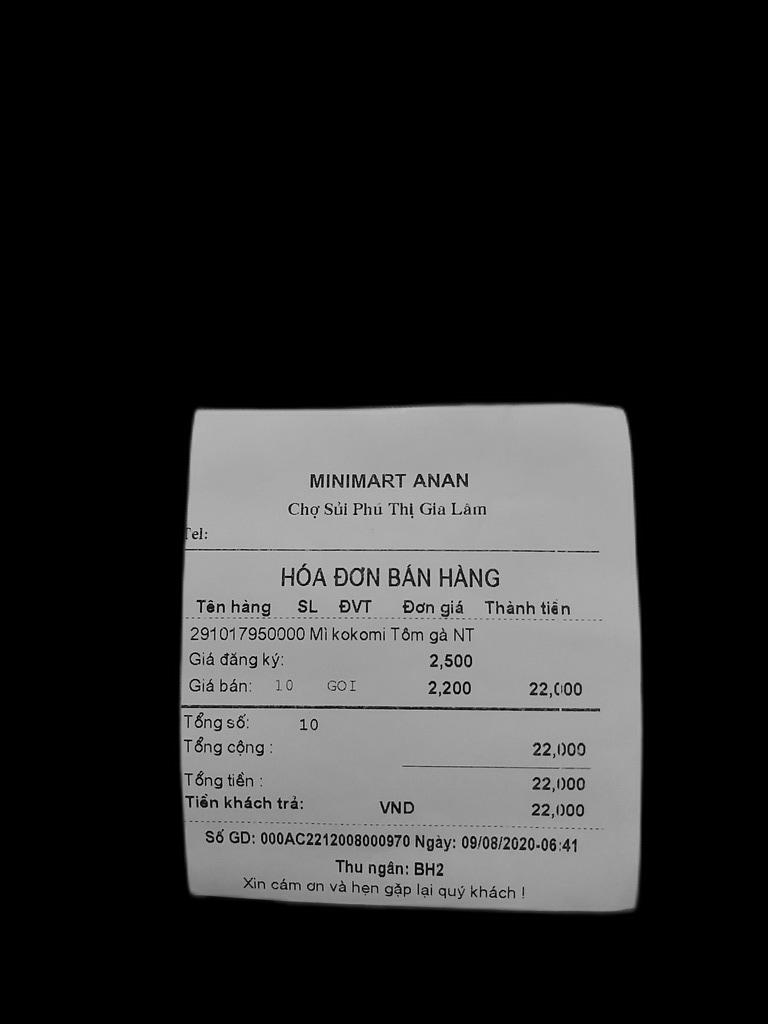 MINIMART ANAN
Chợ Sủi Phú Thị Gia Lâm
Tel:
HÓA ĐƠN BÁN HÀNG
Tên hàng SL ĐVT Đơn giá Thành tiền
291017950000 Mì kokomi Tôm gà NT
Giá đăng ký: 2,500
Giá bán: 10 GOI 2,200 22,000
Tổng số: 10
Tổng cộng : 22,000
Tổng tiền : 22,000
Tiền khách trả: VND 22,000
Số GD: 000AC2212008000970 Ngày: 09/08/2020-06:41
Thu ngân: BH2
Xin cám ơn và hẹn gặp lại quý khách !